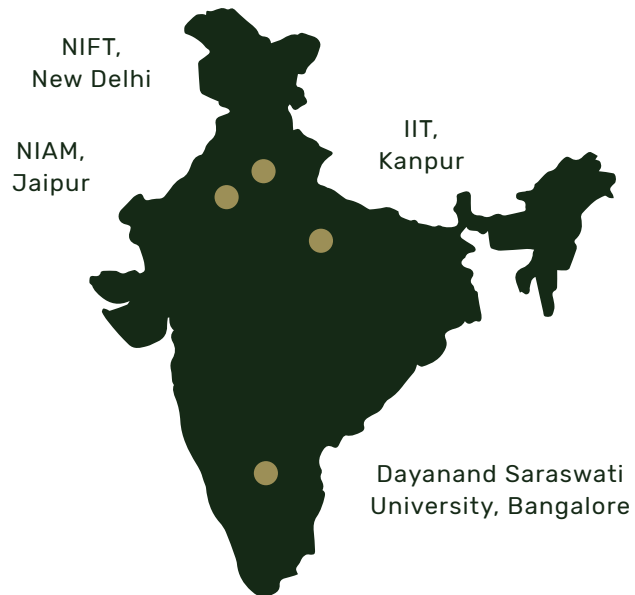 NIFT,
New Delhi
NIAM,
Jaipur
IIT,
Kanpur
Dayanand Saraswati
University, Bangalore